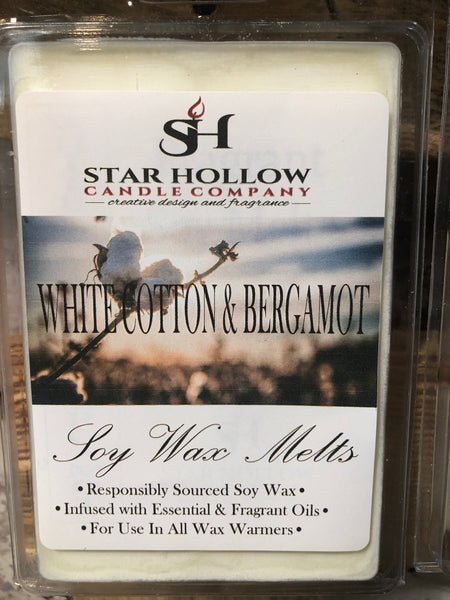 SH
STAR HOLLOW
CANDLE COMPANY
creative design and fragrance
WHITE COTTON & BERGAMOT
Soy Wax Melts
• Responsibly Sourced Soy Wax •
• Infused with Essential & Fragrant Oils •
• For Use In All Wax Warmers •